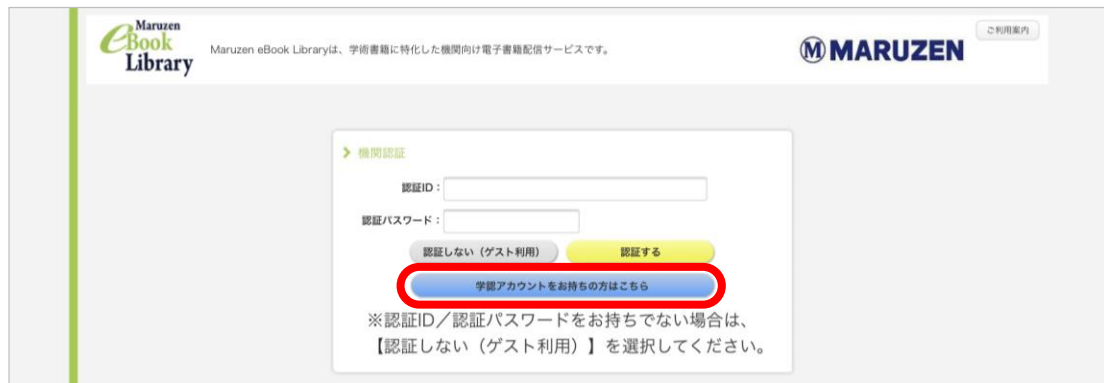 Maruzen
eBook
Library
Maruzen eBook Libraryは、学術書籍に特化した機関向け電子書籍配信サービスです。
M MARUZEN
ご利用案内
機関認証
認証ID：
認証パスワード：
認証しない（ゲスト利用）
認証する
学認アカウントをお持ちの方はこちら
※認証ID／認証パスワードをお持ちでない場合は、
【認証しない（ゲスト利用）】を選択してください。